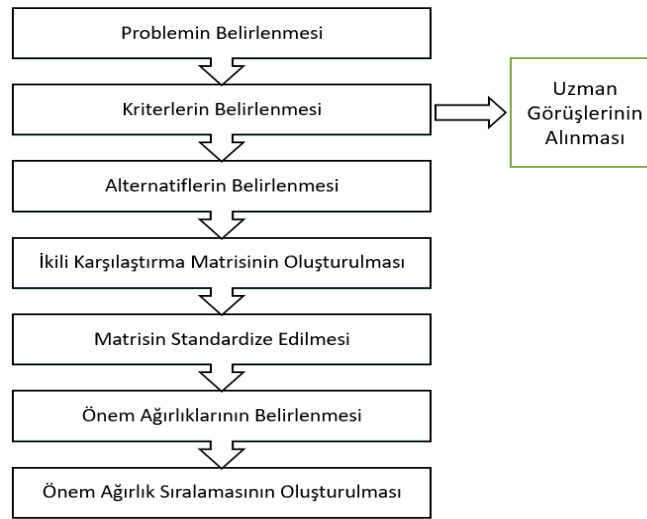 Problemin Belirlenmesi
Kriterlerin Belirlenmesi
Uzman
Görüşlerinin
Alınması
Alternatiflerin Belirlenmesi
İkili Karşılaştırma Matrisinin Oluşturulması
Matrisin Standardize Edilmesi
Önem Ağırlıklarının Belirlenmesi
Önem Ağırlık Sıralamasının Oluşturulması